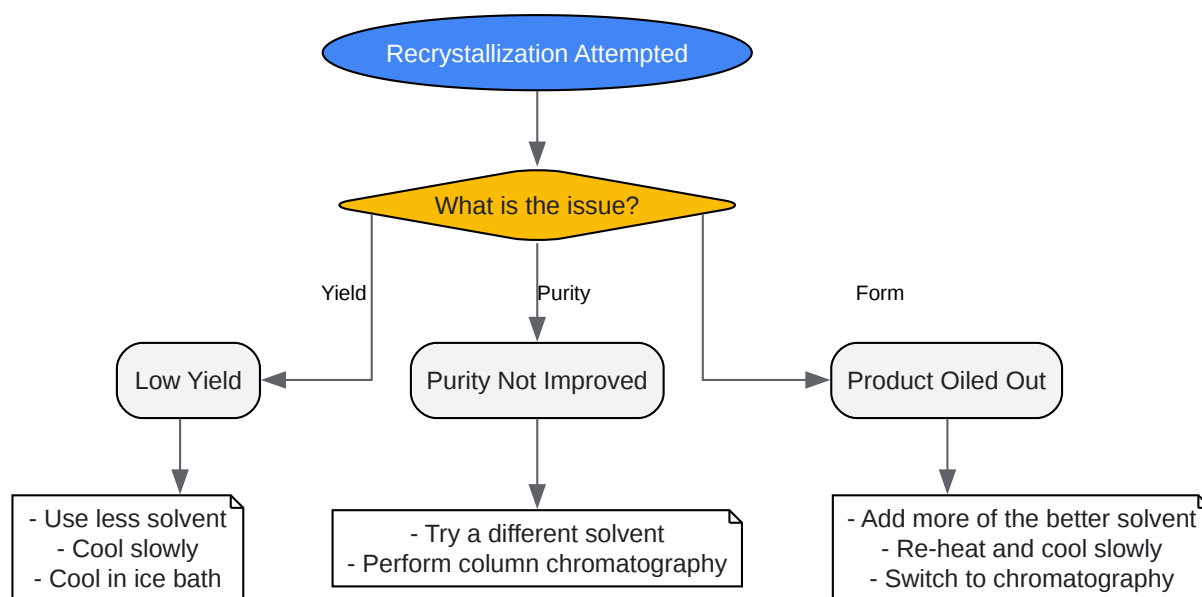 Recrystallization Attempted
What is the issue?
Yield
Purity
Form
Low Yield
Purity Not Improved
Product Oiled Out
- Use less solvent
- Cool slowly
- Cool in ice bath
- Try a different solvent
- Perform column chromatography
- Add more of the better solvent
- Re-heat and cool slowly
- Switch to chromatography